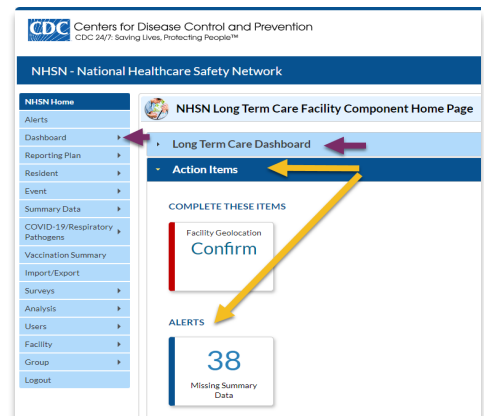 CDC Centers for Disease Control and Prevention
CDC 24/7: Saving Lives, Protecting People™
NHSN - National Healthcare Safety Network
NHSN Home
Alerts
Dashboard
Reporting Plan
Resident
Event
Summary Data
COVID-19/Respiratory
Pathogens
Vaccination Summary
Import/Export
Surveys
Analysis
Users
Facility
Group
Logout
NHSN Long Term Care Facility Component Home Page
Long Term Care Dashboard
Action Items
COMPLETE THESE ITEMS
Facility Geolocation
Confirm
ALERTS
38
Missing Summary
Data